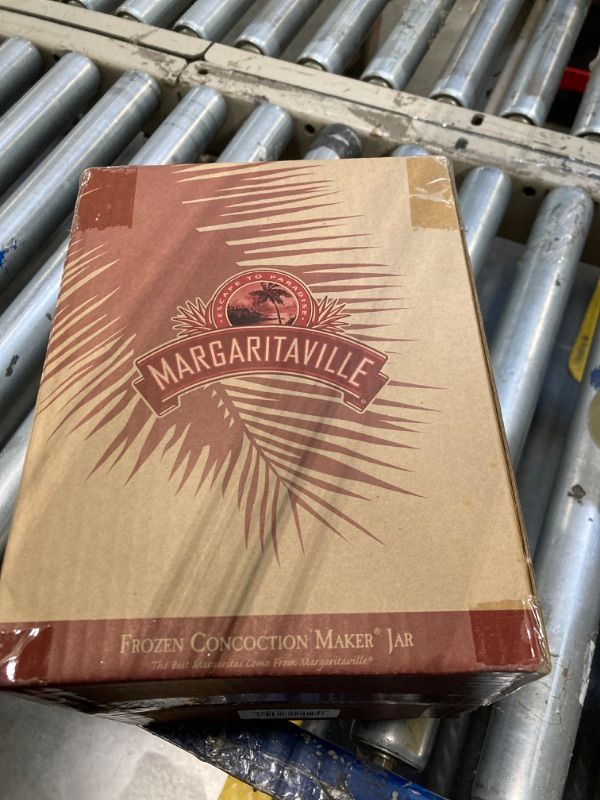 ESCAPE TO PARADISE
MARGARITAVILLE
FROZEN CONCOCTION MAKER® JAR
The Best Margaritas Come From Margaritaville®